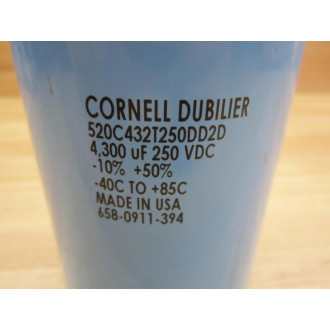 CORNELL DUBILIER
520C432T250DD2D
4,300 uF 250 VDC
-10% +50%
-40C TO +85C
MADE IN USA
658-0911-394